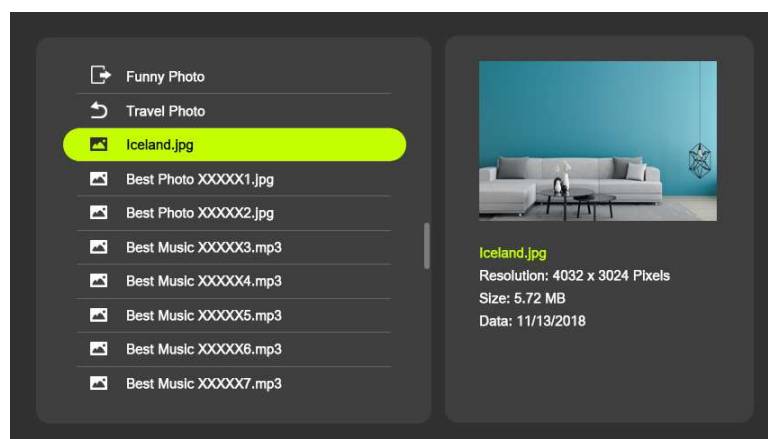 Funny Photo
Travel Photo
Iceland.jpg
Best Photo XXXXX1.jpg
Best Photo XXXXX2.jpg
Best Music XXXXX3.mp3
Best Music XXXXX4.mp3
Best Music XXXXX5.mp3
Best Music XXXXX6.mp3
Best Music XXXXX7.mp3
Iceland.jpg
Resolution: 4032 x 3024 Pixels
Size: 5.72 MB
Data: 11/13/2018